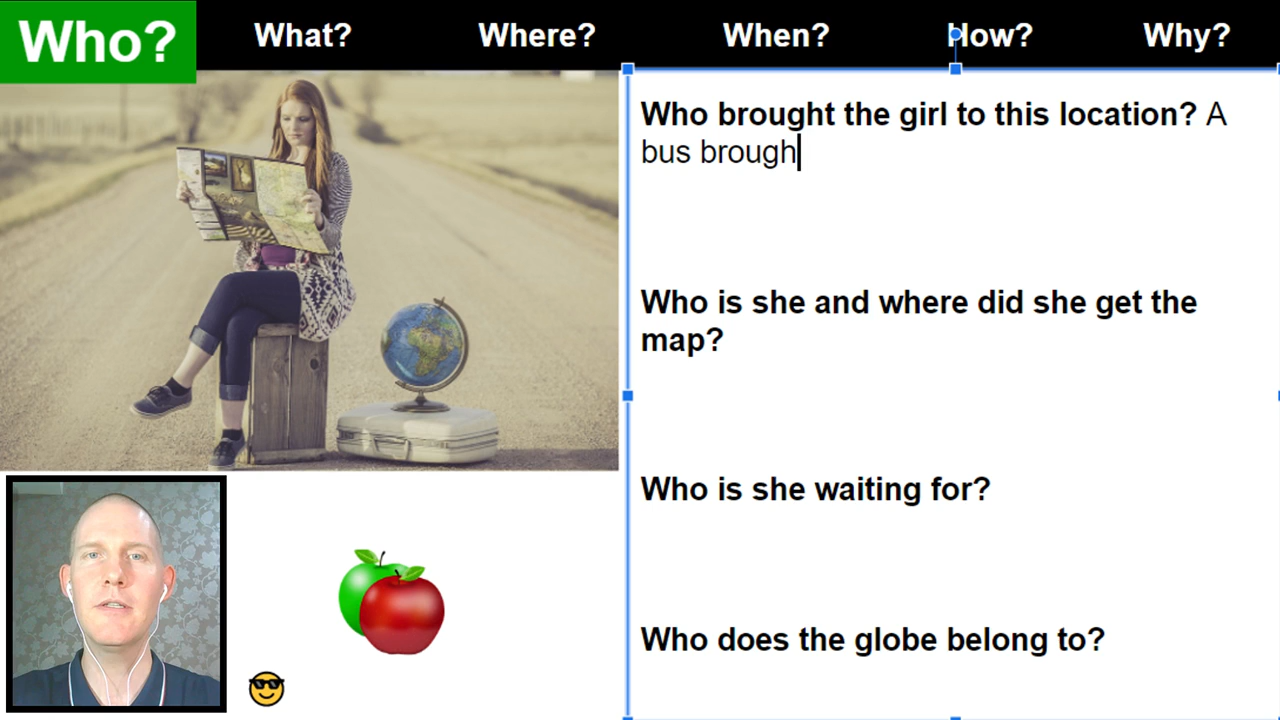 Who? What? Where? When? How? Why?
Who brought the girl to this location? A
bus brough
Who is she and where did she get the
map?
Who is she waiting for?
Who does the globe belong to?